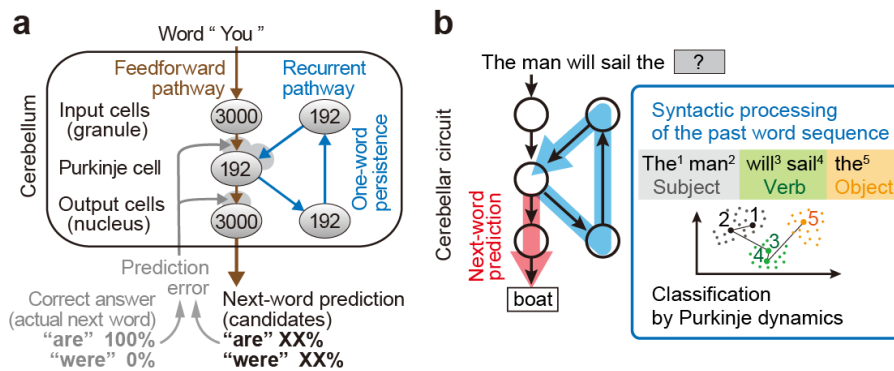 a
Word " You "
Feedforward
pathway
Recurrent
pathway
Cerebellum
Input cells
(granule)
3000
192
Purkinje cell
192
One-word
persistence
Output cells
(nucleus)
3000
192
Prediction
error
Correct answer
(actual next word)
"are" 100%
"were" 0%
Next-word prediction
(candidates)
"are" XX%
"were" XX%
b
The man will sail the ?
Cerebellar circuit
Next-word
prediction
boat
Syntactic processing
of the past word sequence
The¹ man² will³ sail⁴ the⁵
Subject Verb Object
2 1 5
3
4
Classification
by Purkinje dynamics